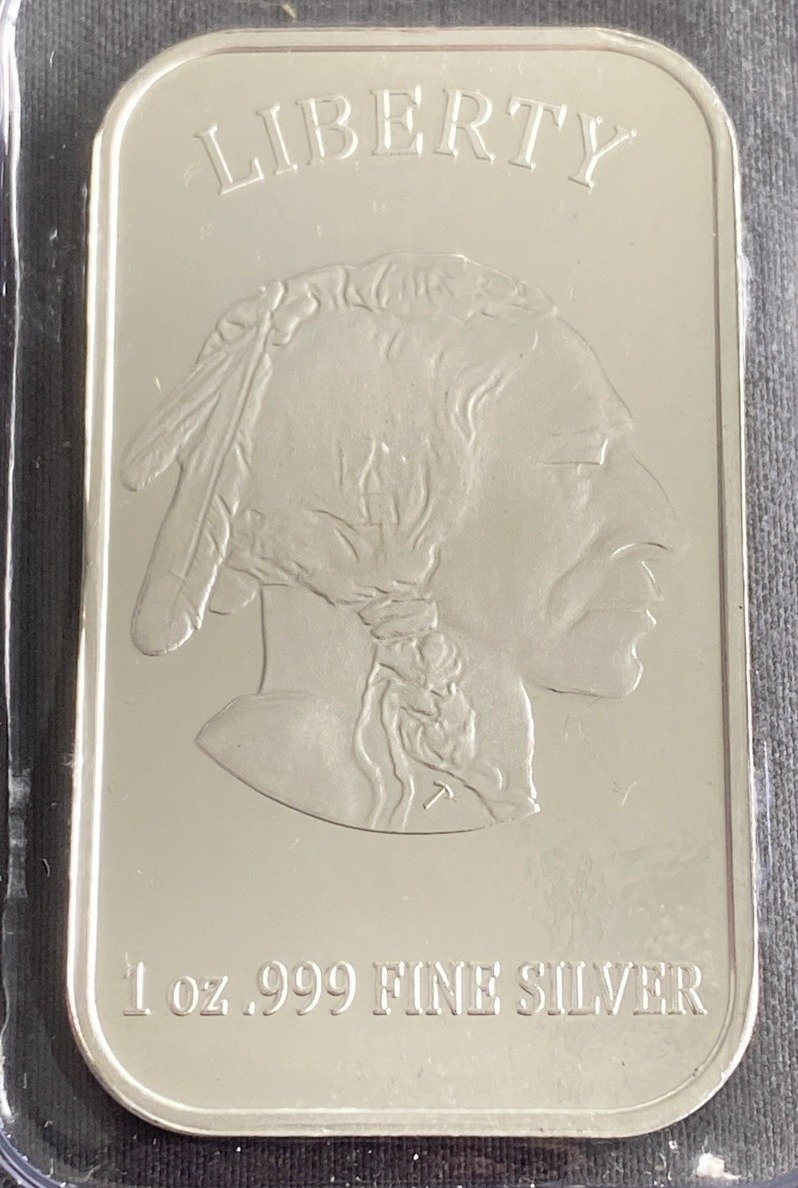 LIBERTY
1 oz .999 FINE SILVER